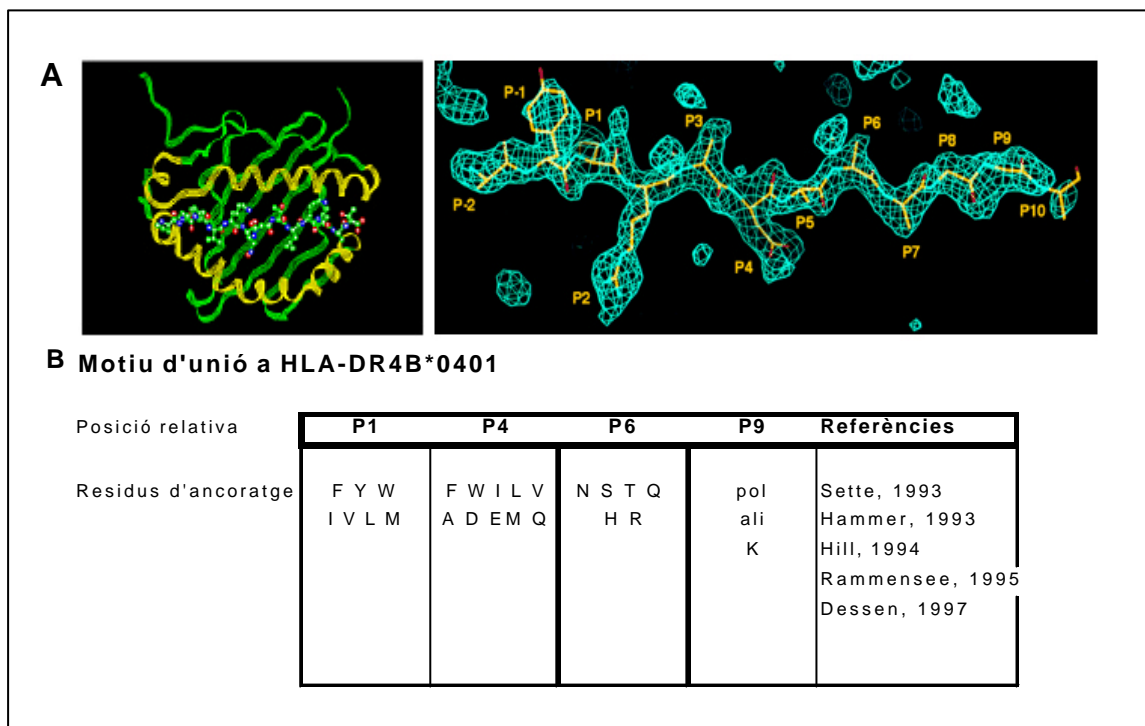 A
P-1
P1
P3
P6
P8
P9
P-2
P5
P10
P4
P7
P2
B Motiu d'unió a HLA-DR4B*0401
Posició relativa P1 P4 P6 P9 Referències
Residus d'ancoratge F Y W F W I L V N S T Q pol Sette, 1993
I V L M A D E M Q H R ali Hammer, 1993
K Hill, 1994
Rammensee, 1995
Dessen, 1997